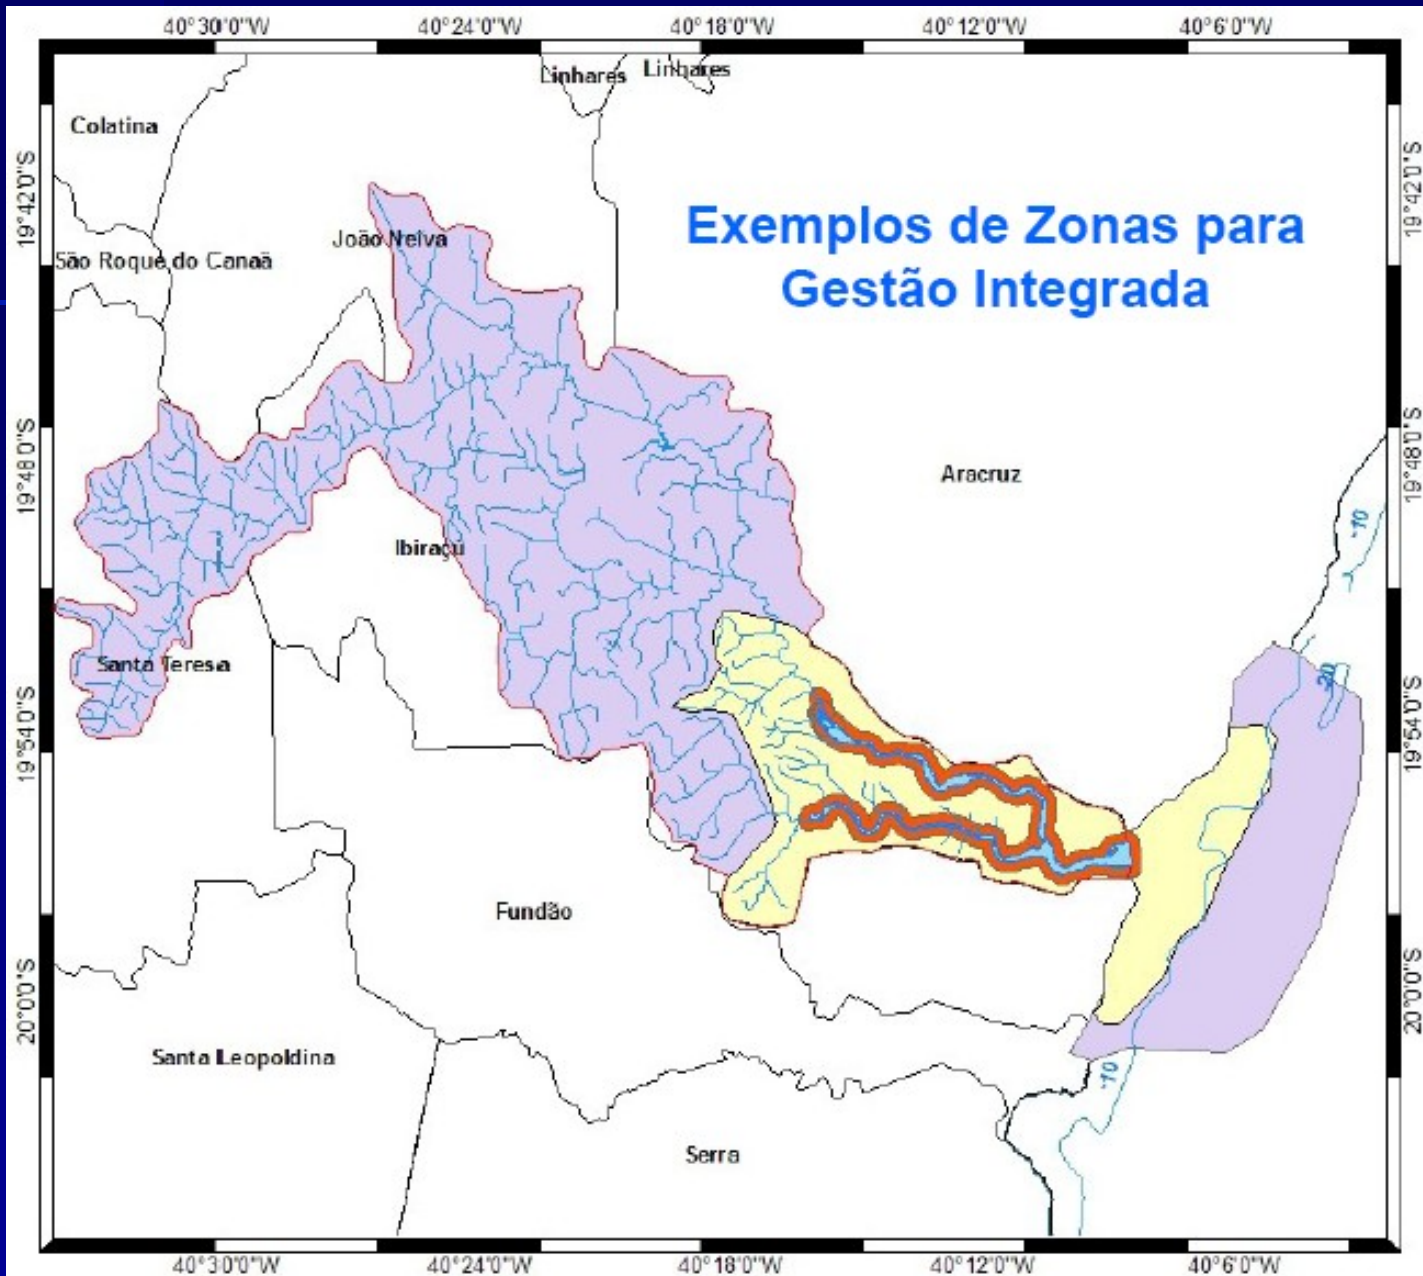 40°30'0"W 40°24'0"W 40°18'0"W 40°12'0"W 40°6'0"W
Linhares Linhares
Colatina
19°42'0"S 19°42'0"S
Exemplos de Zonas para
Gestão Integrada
João Neiva
São Roque do Canaã
19°48'0"S 19°48'0"S
Aracruz
-10
Ibiraçú
Santa Teresa
-20
19°54'0"S 19°54'0"S
Fundão
20°0'0"S 20°0'0"S
Santa Leopoldina
-10
Serra
40°30'0"W 40°24'0"W 40°18'0"W 40°12'0"W 40°6'0"W